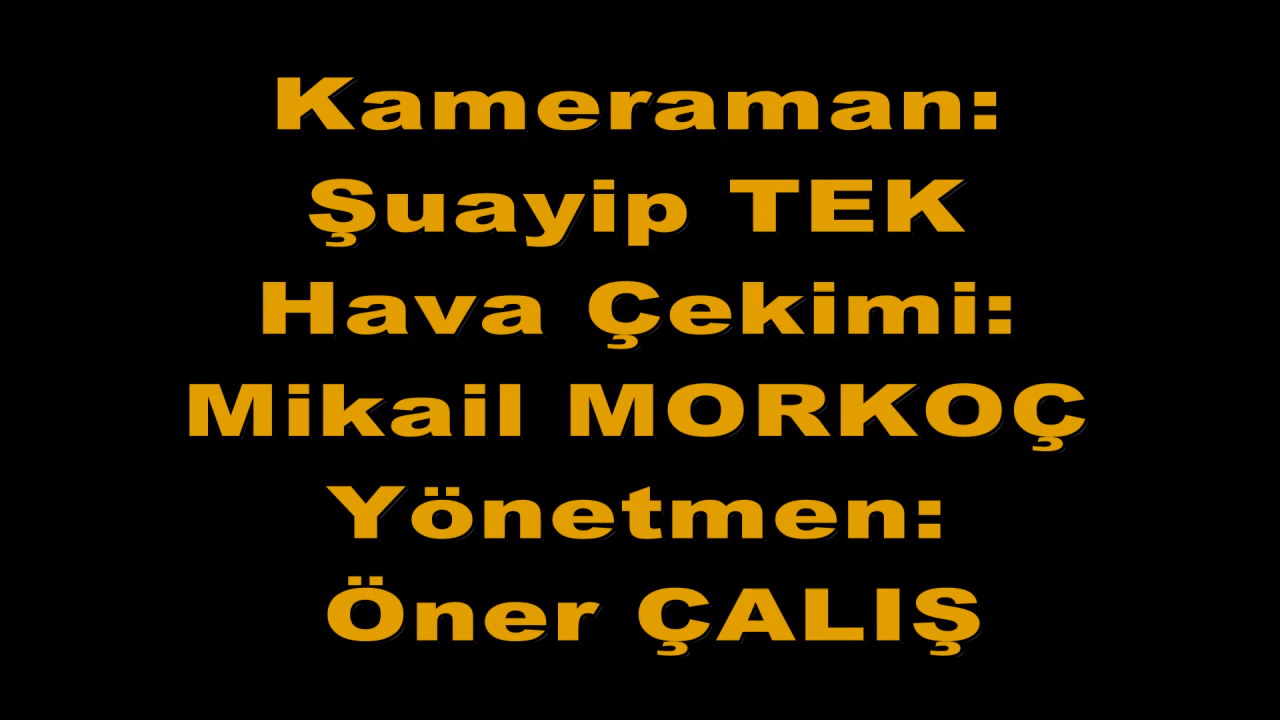 Kameraman:
Şuayip TEK
Hava Çekimi:
Mikail MORKOÇ
Yönetmen:
Öner ÇALIŞ